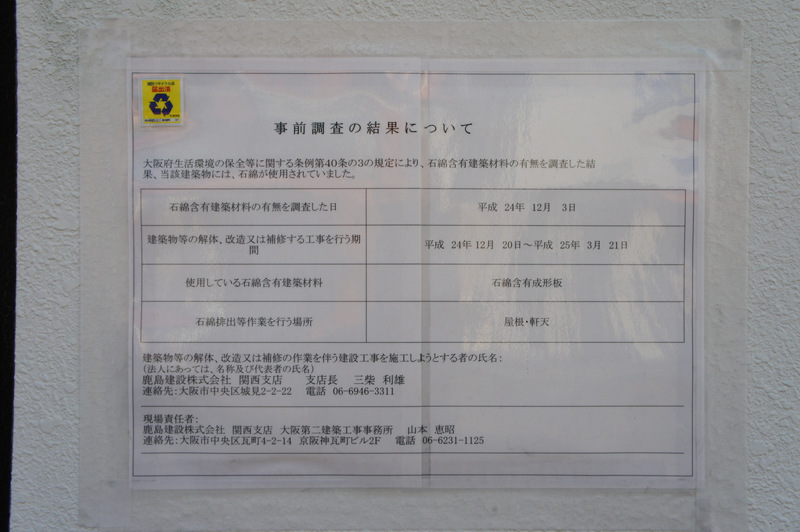 届出済
事前調査の結果について
大阪府生活環境の保全等に関する条例第40条の3の規定により、石綿含有建築材料の有無を調査した結
果、当該建築物には、石綿が使用されていました。
石綿含有建築材料の有無を調査した日 平成 24年 12月 3日
建築物等の解体、改造又は補修する工事を行う期
間
平成 24年 12月 20日～平成 25年 3月 21日
使用している石綿含有建築材料 石綿含有成形板
石綿排出等作業を行う場所 屋根・軒天
建築物等の解体、改造又は補修の作業を伴う建設工事を施工しようとする者の氏名：
（法人にあっては、名称及び代表者の氏名）
鹿島建設株式会社 関西支店 支店長 三柴 利雄
連絡先：大阪市中央区城見2-2-22 電話 06-6946-3311
現場責任者：
鹿島建設株式会社 関西支店 大阪第二建築工事事務所 山本 恵昭
連絡先：大阪市中央区瓦町4-2-14 京阪神瓦町ビル2F 電話 06-6231-1125